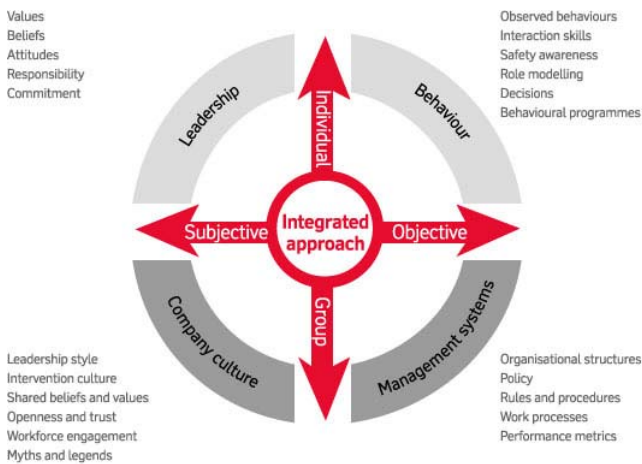 Values
Beliefs
Attitudes
Responsibility
Commitment
Observed behaviours
Interaction skills
Safety awareness
Role modelling
Decisions
Behavioural programmes
Leadership
Individual
Behaviour
Subjective
Integrated
approach
Objective
Company culture
Group
Management systems
Leadership style
Intervention culture
Shared beliefs and values
Openness and trust
Workforce engagement
Myths and legends
Organisational structures
Policy
Rules and procedures
Work processes
Performance metrics